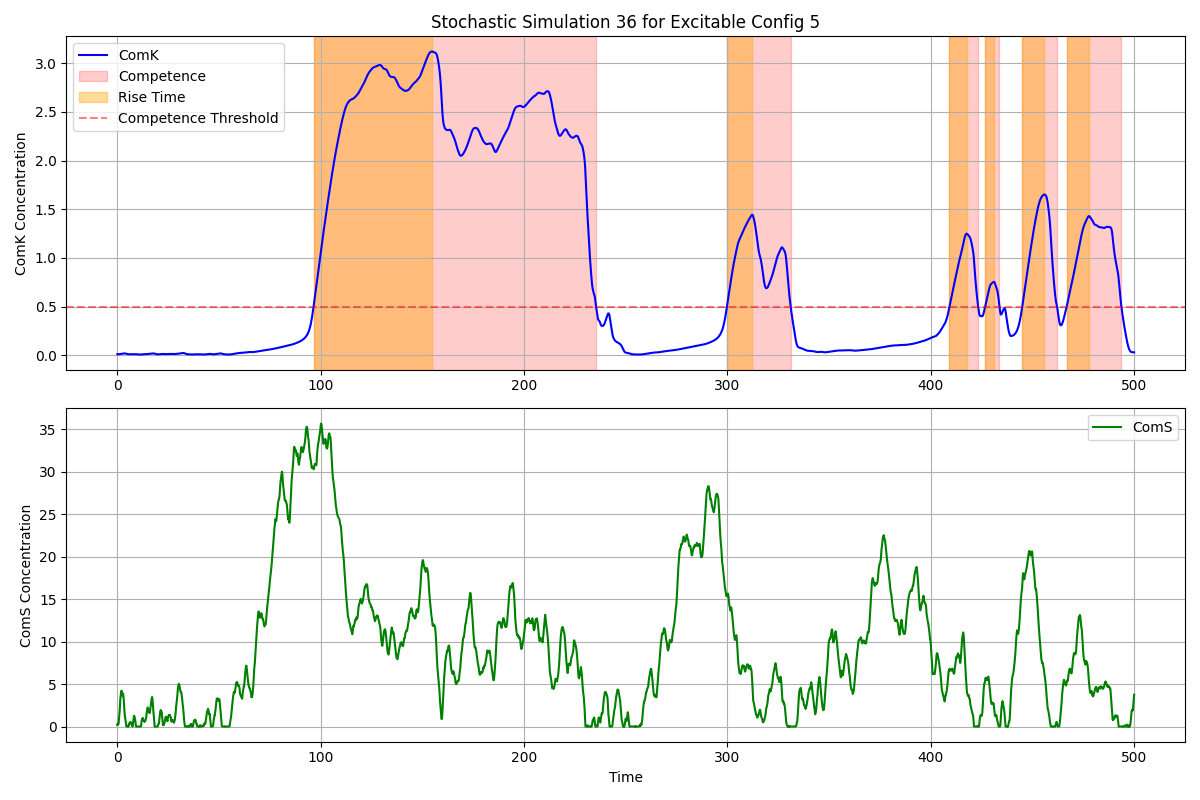 Stochastic Simulation 36 for Excitable Config 5
ComK Concentration
3.0
2.5
2.0
1.5
1.0
0.5
0.0
ComK
Competence
Rise Time
Competence Threshold
0 100 200 300 400 500
ComS Concentration
35
30
25
20
15
10
5
0
ComS
0 100 200 300 400 500
Time